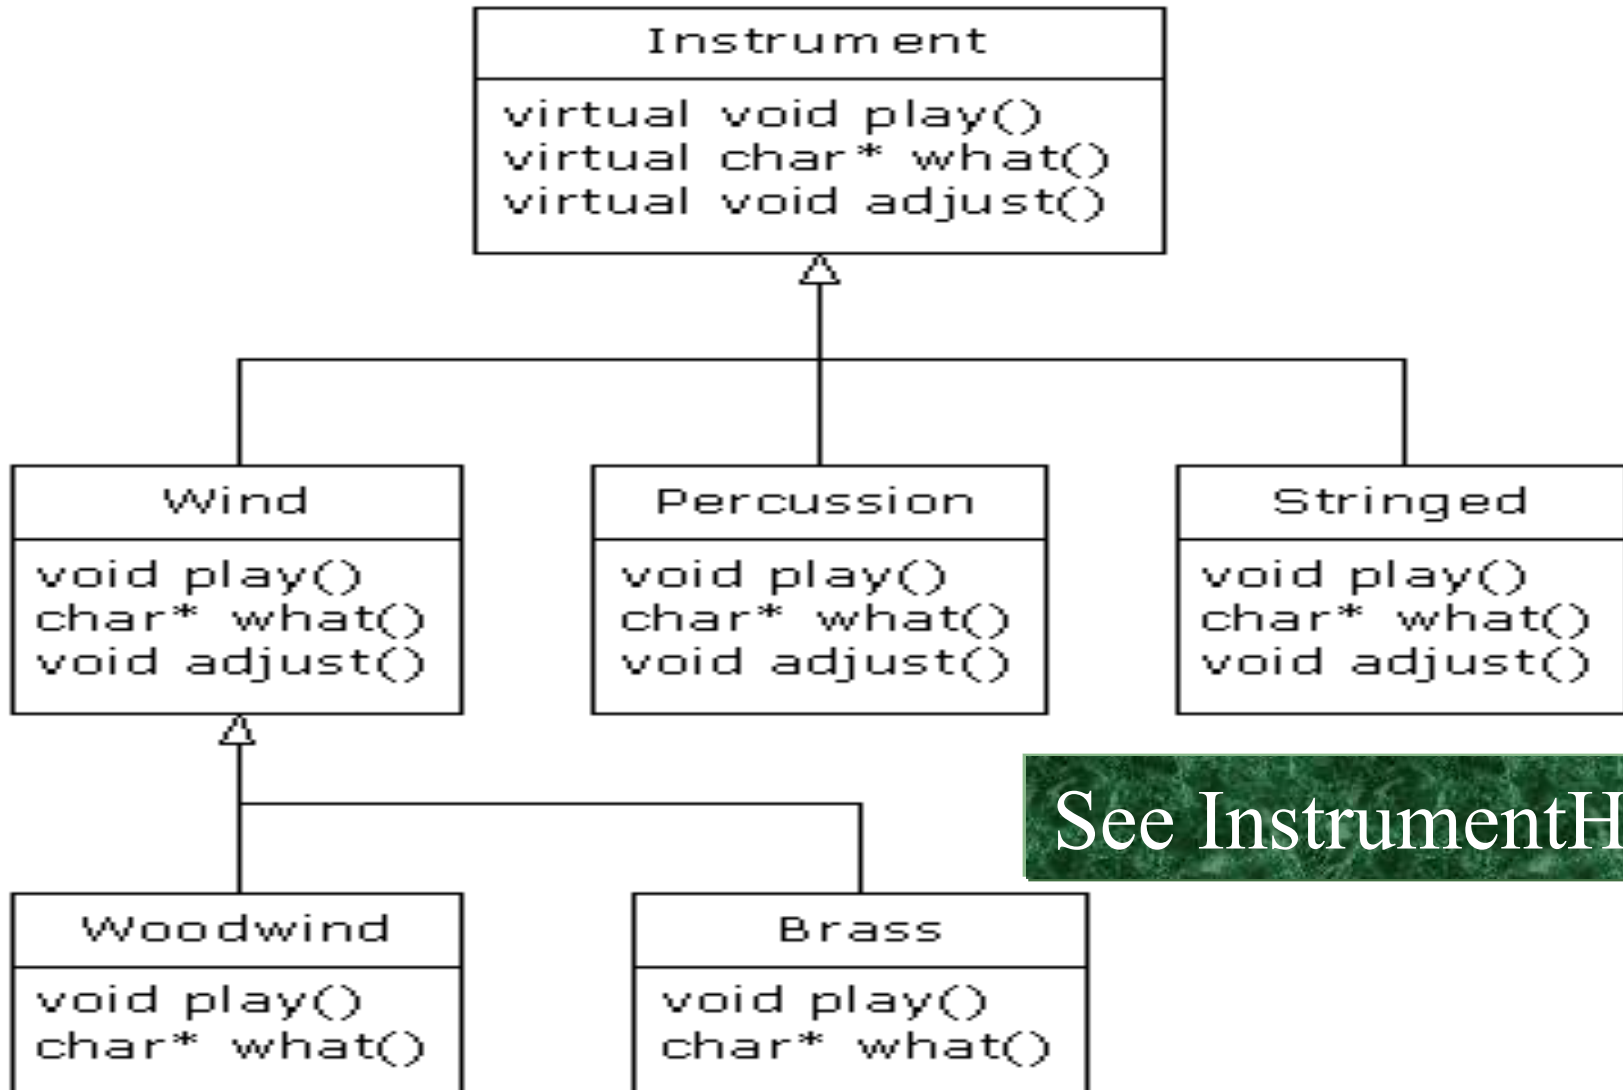 Instrument
virtual void play()
virtual char* what()
virtual void adjust()
Wind
void play()
char* what()
void adjust()
Percussion
void play()
char* what()
void adjust()
Stringed
void play()
char* what()
void adjust()
See InstrumentH
Woodwind
void play()
char* what()
Brass
void play()
char* what()